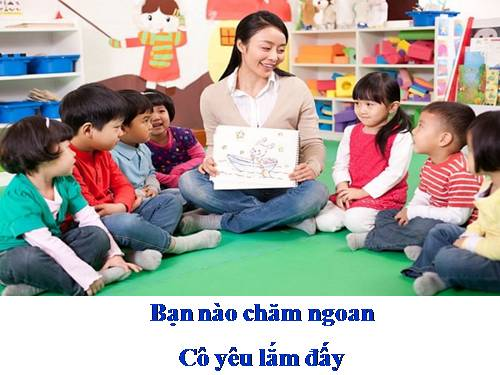 Bạn nào chăm ngoan
Cô yêu lắm đấy